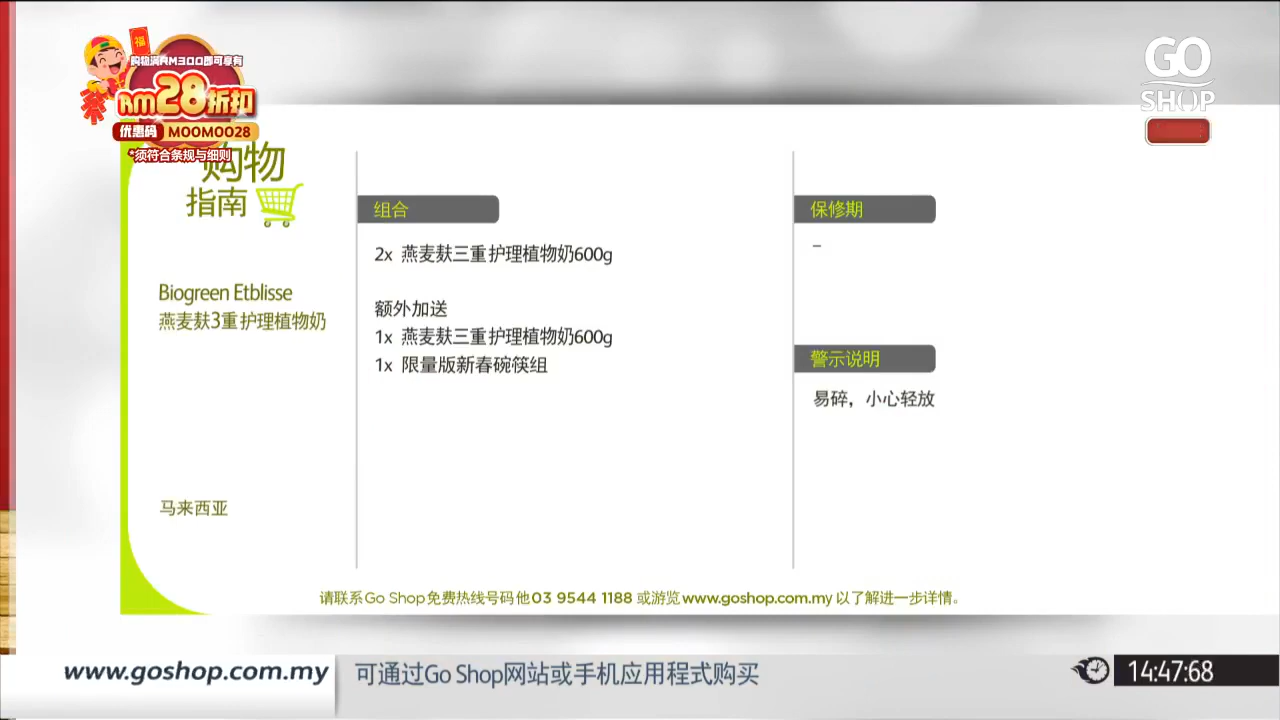 福
购物满RM300即可享有
RM28折扣
优惠码 M00M0028
*须符合条规与细则
GO
SHOP
购物
指南
Biogreen Etblisse
燕麦麸3重护理植物奶
马来西亚
组合
2x 燕麦麸三重护理植物奶600g
额外加送
1x 燕麦麸三重护理植物奶600g
1x 限量版新春碗筷组
保修期
–
警示说明
易碎，小心轻放
请联系Go Shop免费热线号码他03 9544 1188 或游览www.goshop.com.my 以了解进一步详情。
www.goshop.com.my
可通过Go Shop网站或手机应用程式购买
14:47:68